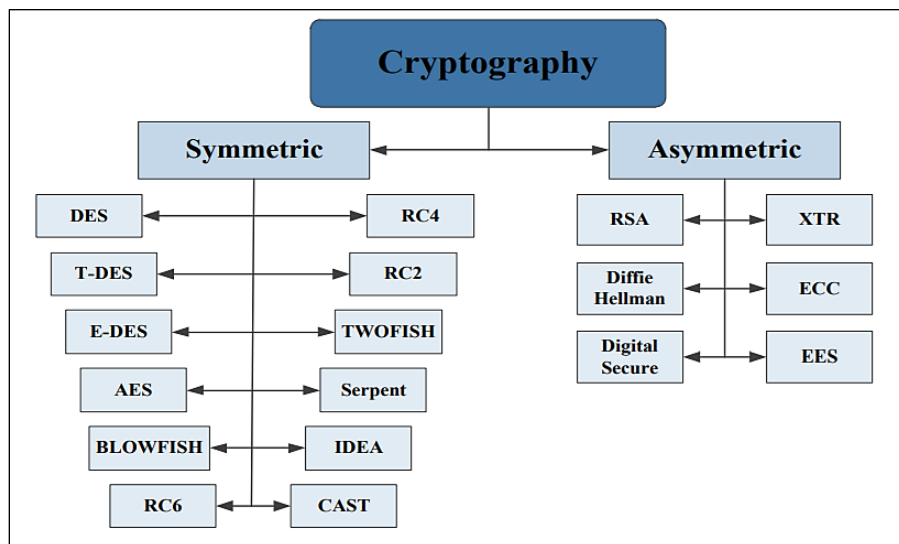 Cryptography
Symmetric
Asymmetric
DES
RC4
T-DES
RC2
E-DES
TWOFISH
AES
Serpent
BLOWFISH
IDEA
RC6
CAST
RSA
XTR
Diffie
Hellman
ECC
Digital
Secure
EES